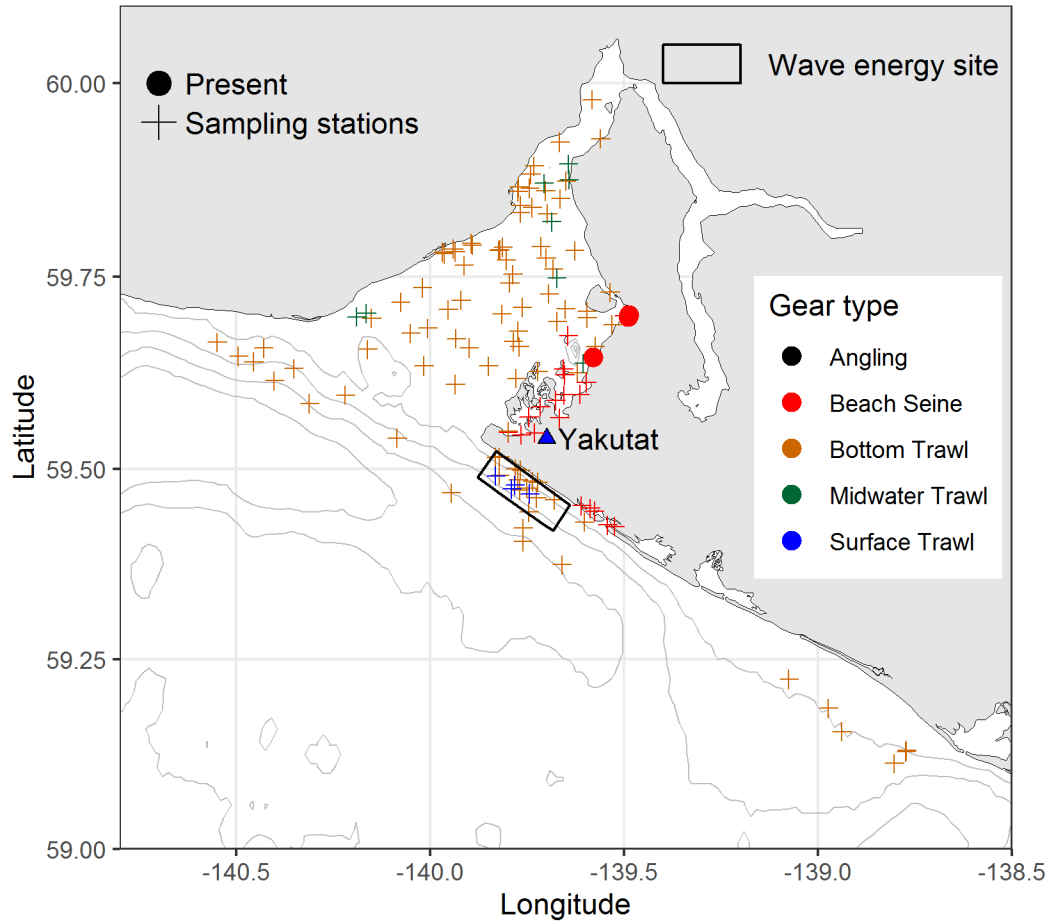 Present
Sampling stations
Wave energy site
60.00
59.75
59.50
59.25
59.00
Latitude
Yakutat
Gear type
Angling
Beach Seine
Bottom Trawl
Midwater Trawl
Surface Trawl
-140.5 -140.0 -139.5 -139.0 -138.5
Longitude